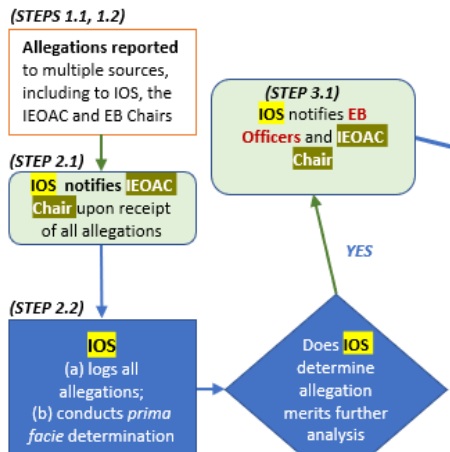 (STEPS 1.1, 1.2)
Allegations reported
to multiple sources,
including to IOS, the
IEOAC and EB Chairs
(STEP 2.1)
IOS notifies IEOAC
Chair upon receipt
of all allegations
(STEP 2.2)
IOS
(a) logs all
allegations;
(b) conducts prima
facie determination
Does IOS
determine
allegation
merits further
analysis
YES
(STEP 3.1)
IOS notifies EB
Officers and IEOAC
Chair